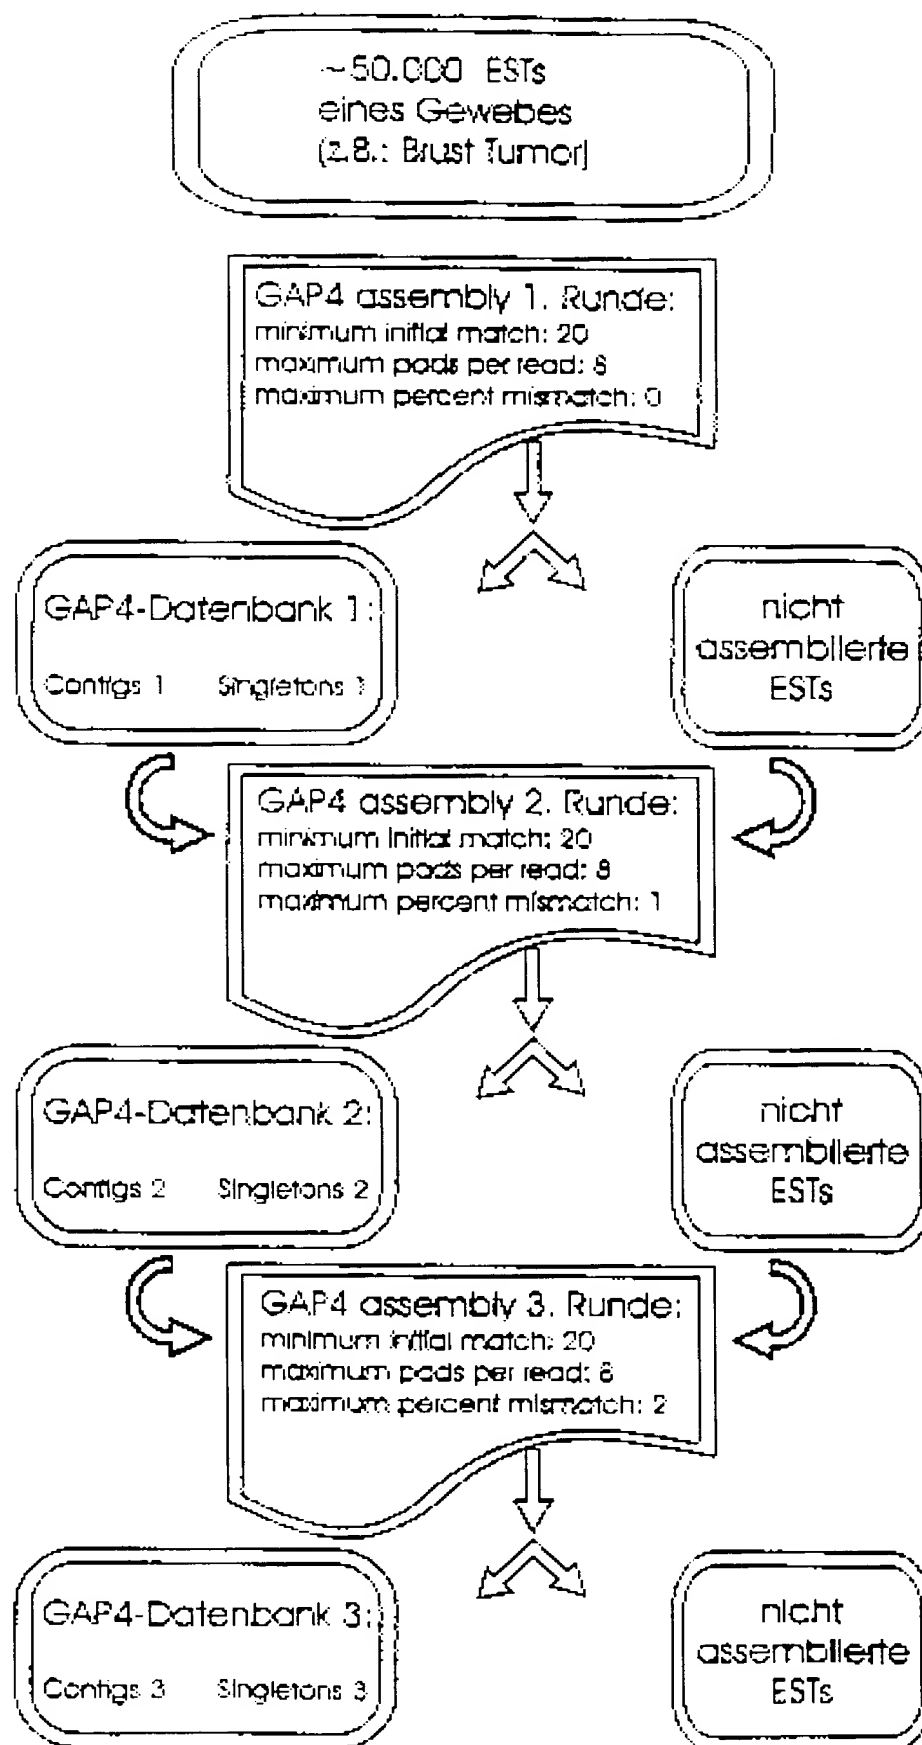 ~50.000 ESTs
eines Gewebes
(z.B.: Brust Tumor)
GAP4 assembly 1. Runde:
minimum initial match: 20
maximum pads per read: 8
maximum percent mismatch: 0
GAP4-Datenbank 1:
Contigs 1 Singletons 1
nicht
assemblierte
ESTs
GAP4 assembly 2. Runde:
minimum initial match: 20
maximum pads per read: 8
maximum percent mismatch: 1
GAP4-Datenbank 2:
Contigs 2 Singletons 2
nicht
assemblierte
ESTs
GAP4 assembly 3. Runde:
minimum initial match: 20
maximum pads per read: 8
maximum percent mismatch: 2
GAP4-Datenbank 3:
Contigs 3 Singletons 3
nicht
assemblierte
ESTs